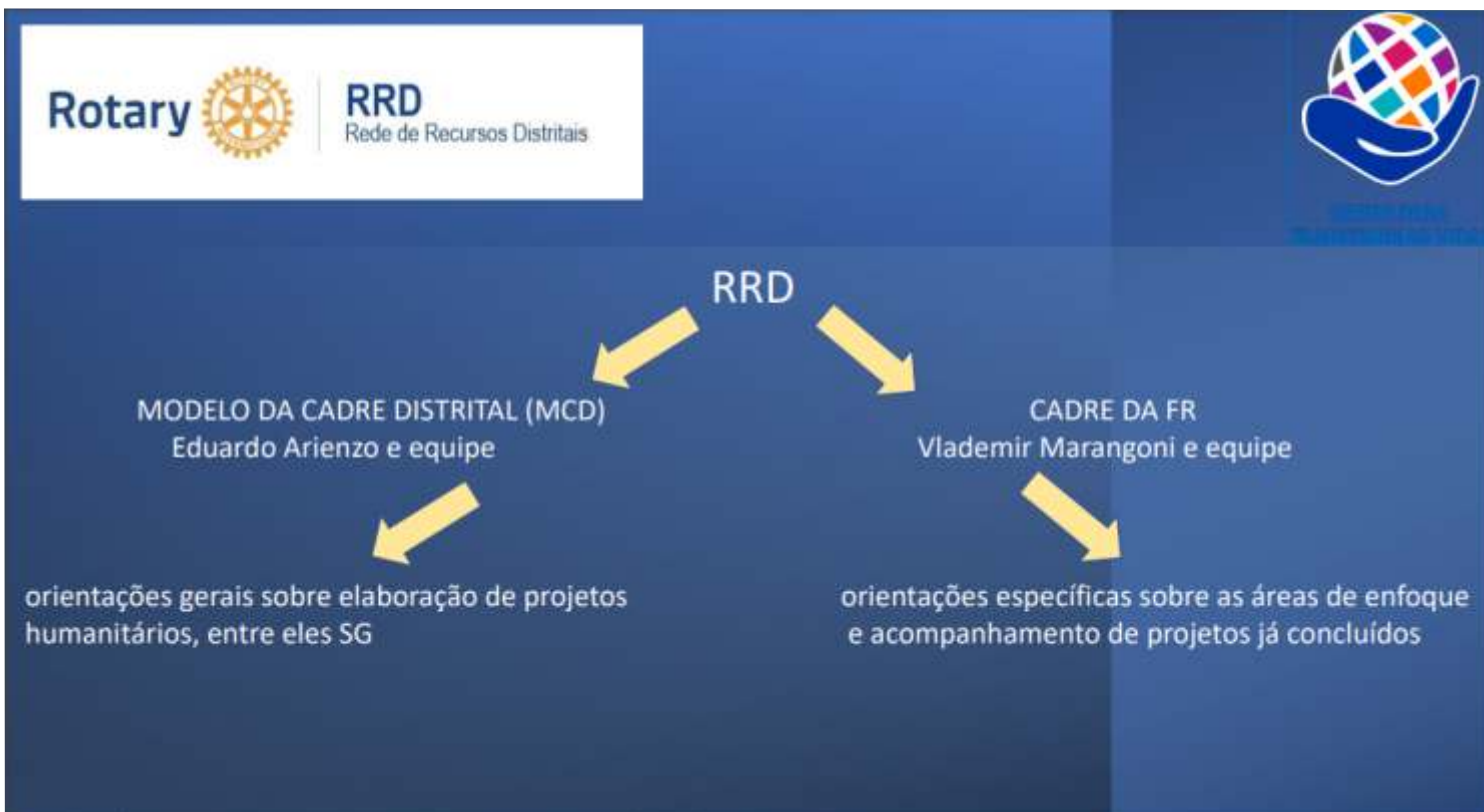 Rotary
RRD
Rede de Recursos Distritais
RRD
MODELO DA CADRE DISTRITAL (MCD)
Eduardo Arienzo e equipe
CADRE DA FR
Vlademir Marangoni e equipe
orientações gerais sobre elaboração de projetos
humanitários, entre eles SG
orientações específicas sobre as áreas de enfoque
e acompanhamento de projetos já concluídos